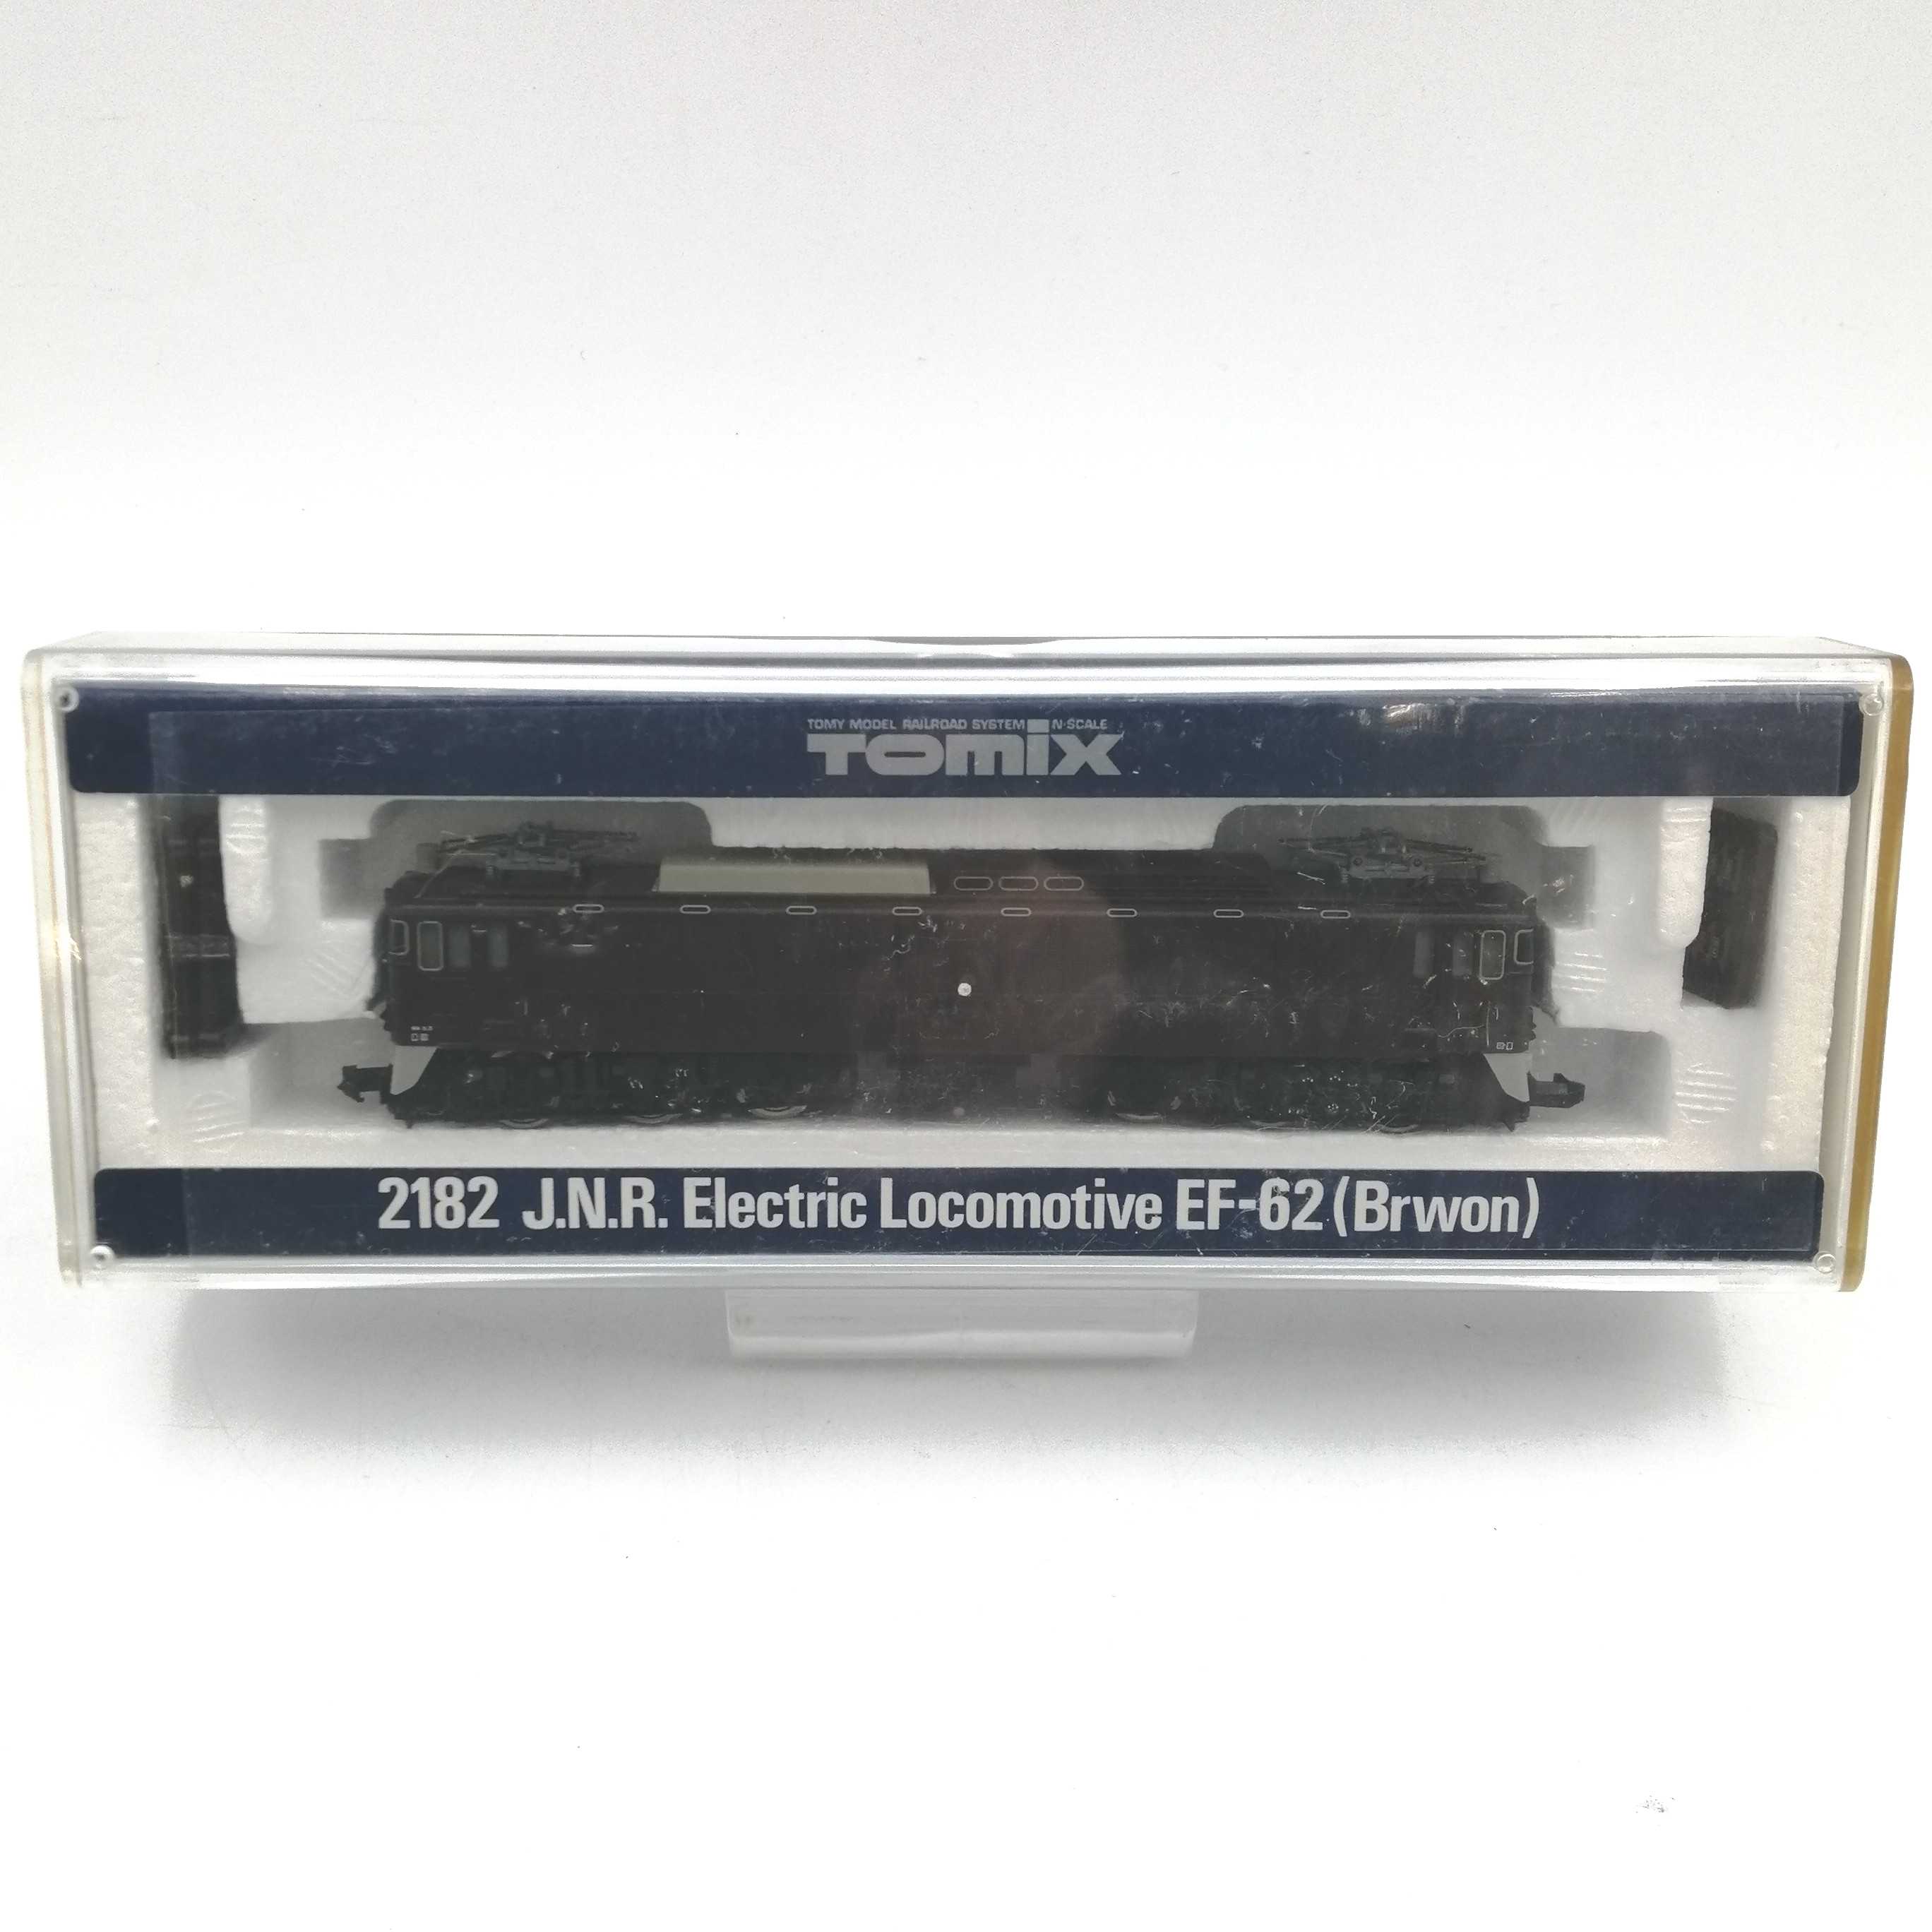 TOMY MODEL RAILROAD SYSTEM N-SCALE
TOMIX
2182 J.N.R. Electric Locomotive EF-62 (Brwon)